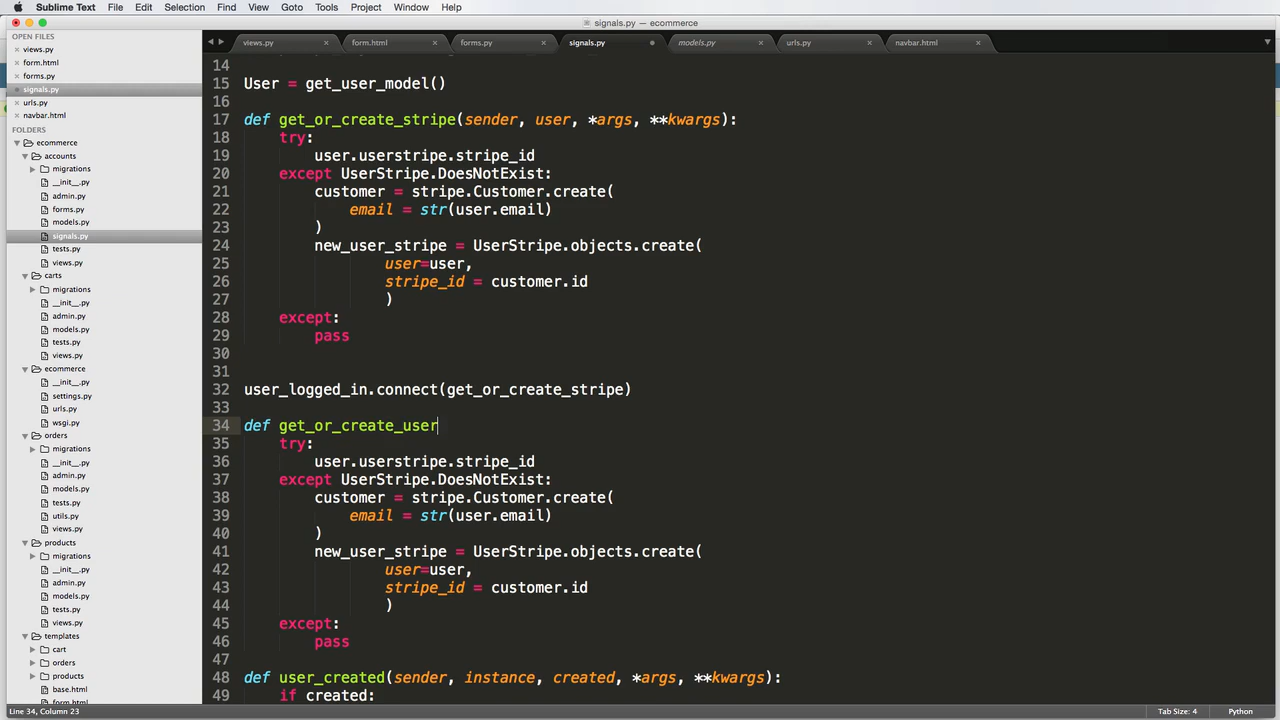 Sublime Text File Edit Selection Find View Goto Tools Project Window Help
signals.py — ecommerce
OPEN FILES
views.py
form.html
forms.py
signals.py
urls.py
navbar.html
FOLDERS
ecommerce
accounts
migrations
__init__.py
admin.py
forms.py
models.py
signals.py
tests.py
views.py
carts
migrations
__init__.py
admin.py
models.py
tests.py
views.py
ecommerce
__init__.py
settings.py
urls.py
wsgi.py
orders
migrations
__init__.py
admin.py
models.py
tests.py
utils.py
views.py
products
migrations
__init__.py
admin.py
models.py
tests.py
views.py
templates
cart
orders
products
base.html
form.html
views.py form.html forms.py signals.py models.py urls.py navbar.html
14
15 User = get_user_model()
16
17 def get_or_create_stripe(sender, user, *args, **kwargs):
18 try:
19 user.userstripe.stripe_id
20 except UserStripe.DoesNotExist:
21 customer = stripe.Customer.create(
22 email = str(user.email)
23 )
24 new_user_stripe = UserStripe.objects.create(
25 user=user,
26 stripe_id = customer.id
27 )
28 except:
29 pass
30
31
32 user_logged_in.connect(get_or_create_stripe)
33
34 def get_or_create_user
35 try:
36 user.userstripe.stripe_id
37 except UserStripe.DoesNotExist:
38 customer = stripe.Customer.create(
39 email = str(user.email)
40 )
41 new_user_stripe = UserStripe.objects.create(
42 user=user,
43 stripe_id = customer.id
44 )
45 except:
46 pass
47
48 def user_created(sender, instance, created, *args, **kwargs):
49 if created:
Line 34, Column 23 Tab Size: 4 Python